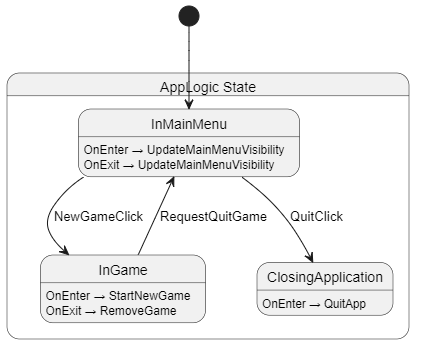 AppLogic State
InMainMenu
OnEnter → UpdateMainMenuVisibility
OnExit → UpdateMainMenuVisibility
NewGameClick
RequestQuitGame
QuitClick
InGame
OnEnter → StartNewGame
OnExit → RemoveGame
ClosingApplication
OnEnter → QuitApp